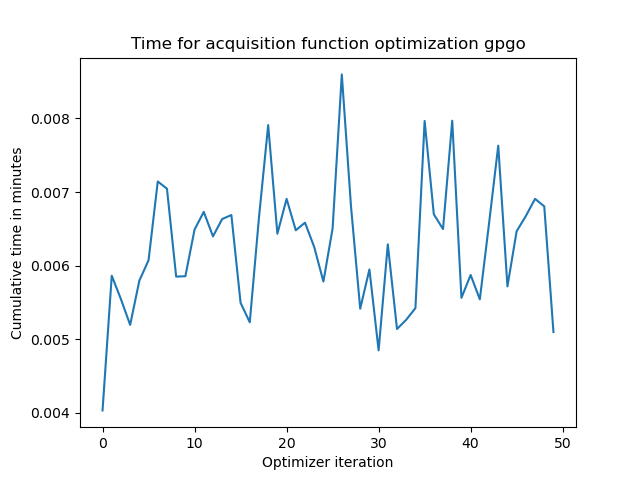 Time for acquisition function optimization gpgo
Cumulative time in minutes
0.008
0.007
0.006
0.005
0.004
0 10 20 30 40 50
Optimizer iteration